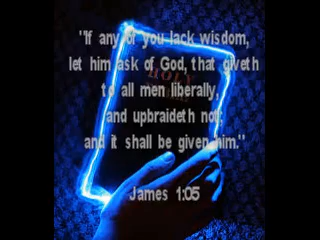 "If any of you lack wisdom,
let him ask of God, that giveth
to all men liberally,
and upbraideth not;
and it shall be given him."
James 1:05
HOLY